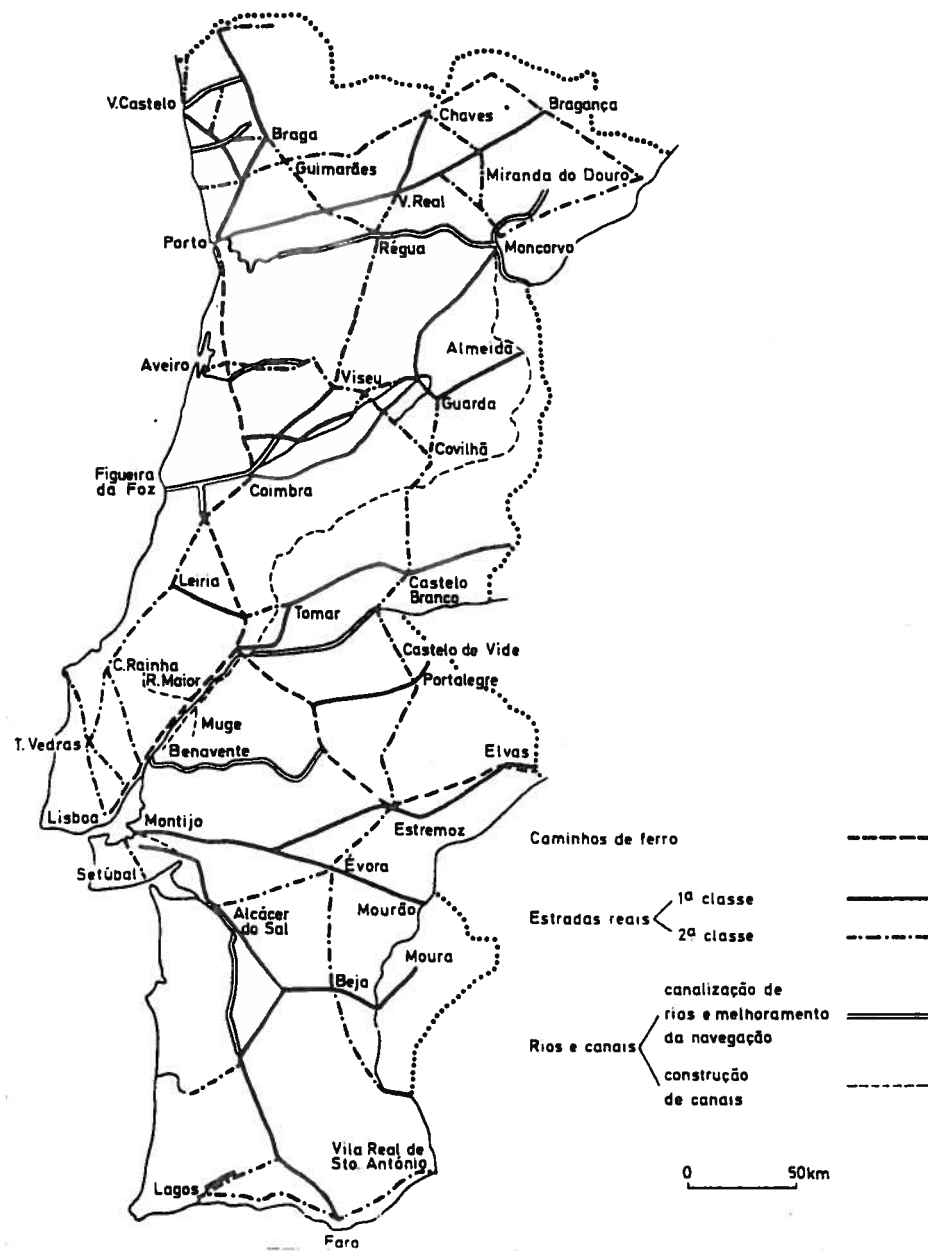 V.Castelo
Braga
Chaves
Bragança
Guimarães
Miranda do Douro
V.Real
Porto
Régua
Moncorvo
Aveiro
Viseu
Almeida
Guarda
Covilhã
Figueira
da Foz
Coimbra
Leiria
Tomar
Castelo
Branco
Castelo de Vide
C.Rainha
R.Maior
Portalegre
Muge
T.Vedras
Benavente
Elvas
Lisboa
Montijo
Estremoz
Setúbal
Évora
Alcácer
do Sal
Mourão
Beja
Moura
Vila Real de
Sto. António
Lagos
Faro
Caminhos de ferro
Estradas reais
1ª classe
2ª classe
Rios e canais
canalização de
rios e melhoramento
da navegação
construção
de canais
0 50km